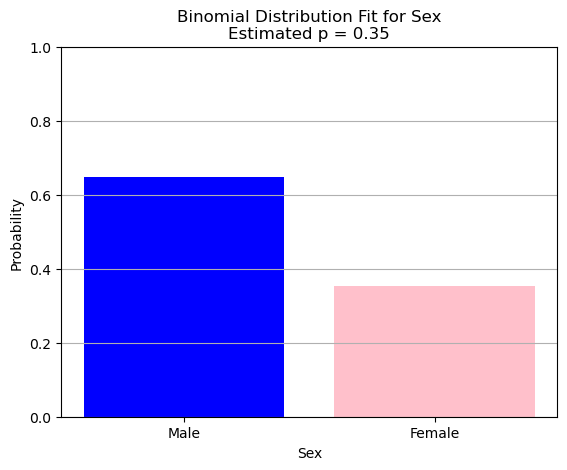 Binomial Distribution Fit for Sex
Estimated p = 0.35
1.0
0.8
0.6
0.4
0.2
0.0
Probability
Male
Female
Sex